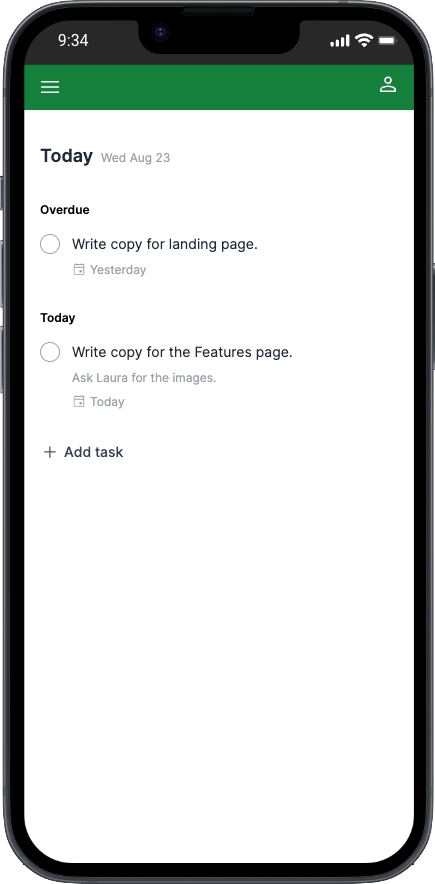 9:34
Today Wed Aug 23
Overdue
Write copy for landing page.
Yesterday
Today
Write copy for the Features page.
Ask Laura for the images.
Today
Add task